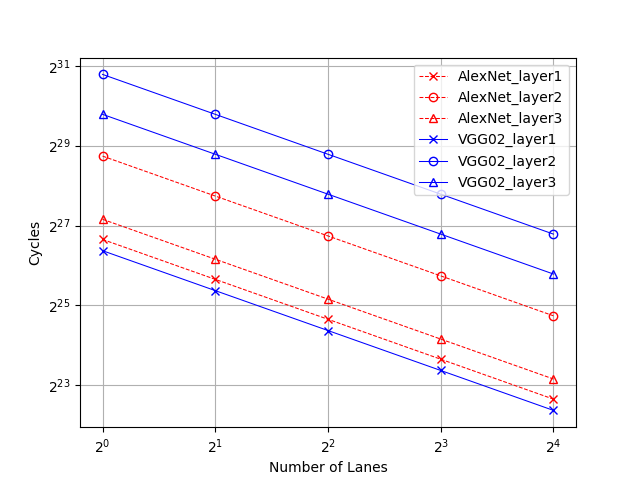 2^31
2^29
2^27
2^25
2^23
Cycles
AlexNet_layer1
AlexNet_layer2
AlexNet_layer3
VGG02_layer1
VGG02_layer2
VGG02_layer3
2^0 2^1 2^2 2^3 2^4
Number of Lanes